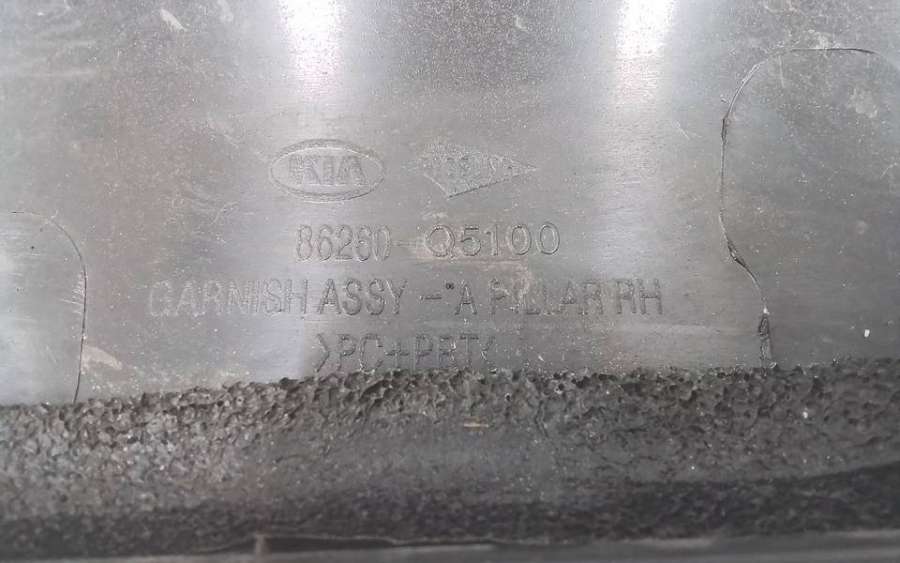 KIA
86260-Q5100
GARNISH ASSY -"A PILLAR RH
>PC+PBT<